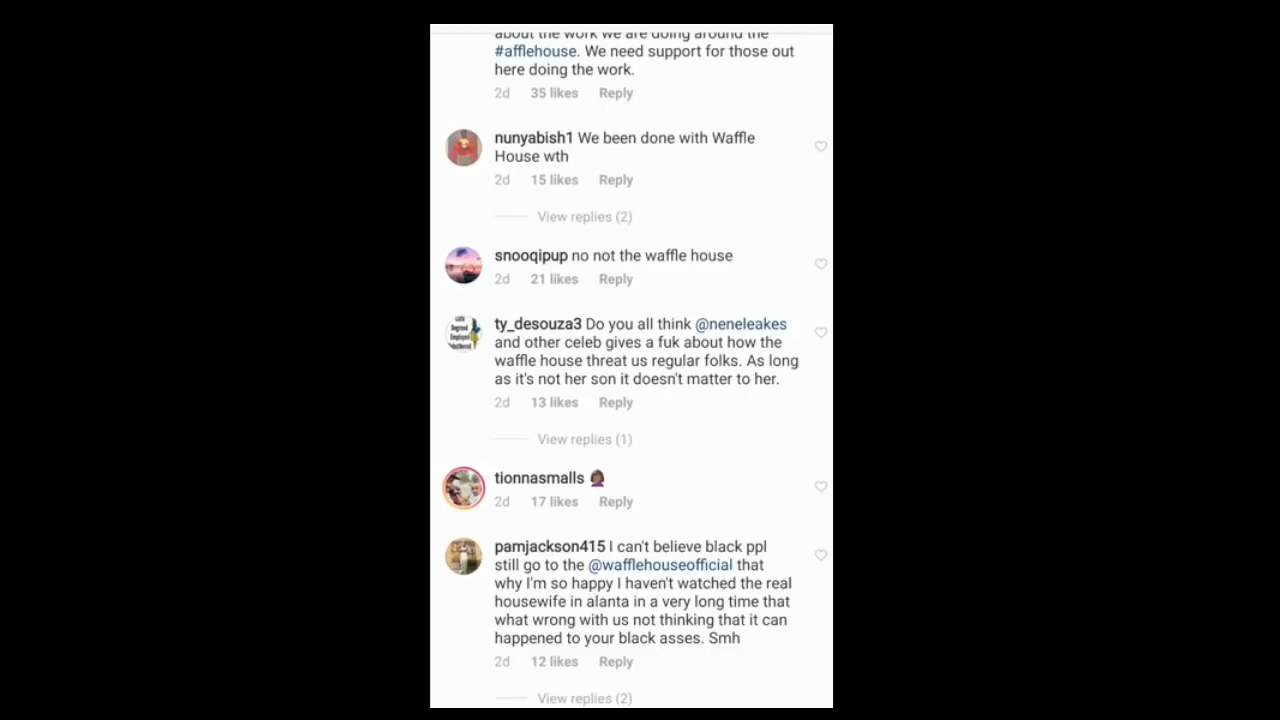 about the work we are doing around the
#afflehouse. We need support for those out
here doing the work.
2d 35 likes Reply
nunyabish1 We been done with Waffle
House wth
2d 15 likes Reply
View replies (2)
snooqipup no not the waffle house
2d 21 likes Reply
ty_desouza3 Do you all think @neneleakes
and other celeb gives a fuk about how the
waffle house threat us regular folks. As long
as it's not her son it doesn't matter to her.
2d 13 likes Reply
View replies (1)
tionnasmalls 🤦🏾‍♀️
2d 17 likes Reply
pamjackson415 I can't believe black ppl
still go to the @wafflehouseofficial that
why I'm so happy I haven't watched the real
housewife in alanta in a very long time that
what wrong with us not thinking that it can
happened to your black asses. Smh
2d 12 likes Reply
View replies (2)